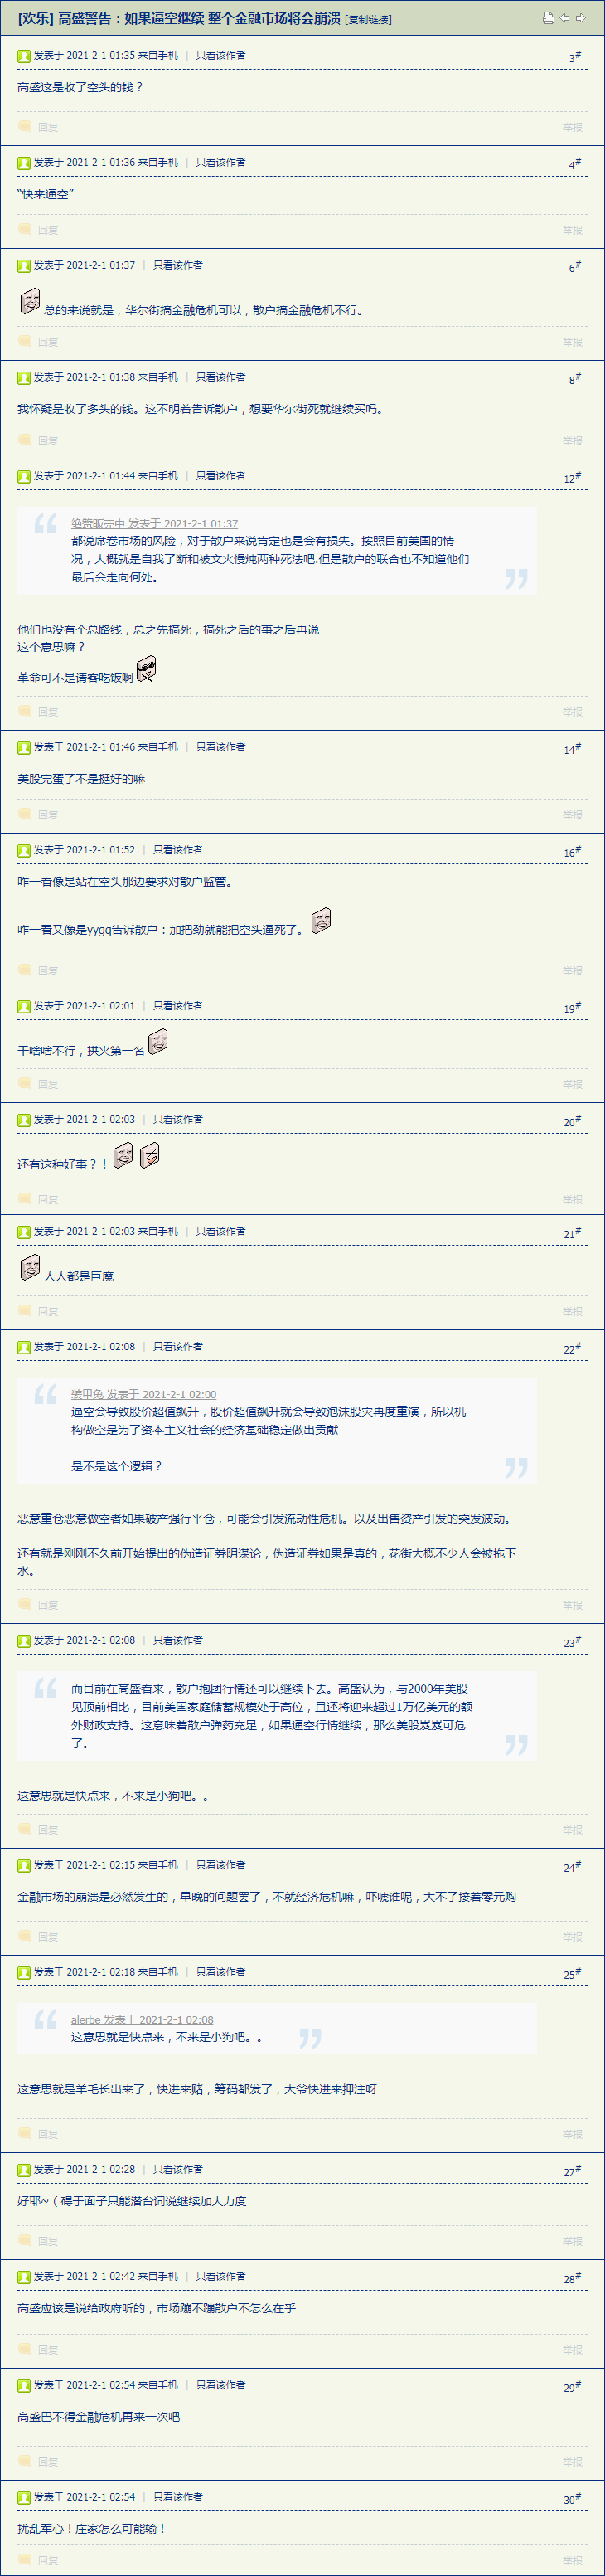 [欢乐] 高盛警告：如果逼空继续 整个金融市场将会崩溃 [复制链接]
发表于 2021-2-1 01:35 来自手机 | 只看该作者
3#
高盛这是收了空头的钱？
回复 举报
发表于 2021-2-1 01:36 来自手机 | 只看该作者
4#
“快来逼空”
回复 举报
发表于 2021-2-1 01:37 | 只看该作者
6#
总的来说就是，华尔街搞金融危机可以，散户搞金融危机不行。
回复 举报
发表于 2021-2-1 01:38 来自手机 | 只看该作者
8#
我怀疑是收了多头的钱。这不明着告诉散户，想要华尔街死就继续买吗。
回复 举报
发表于 2021-2-1 01:44 来自手机 | 只看该作者
12#
绝赞贩売中 发表于 2021-2-1 01:37
都说席卷市场的风险，对于散户来说肯定也是会有损失。按照目前美国的情
况，大概就是自我了断和被文火慢炖两种死法吧.但是散户的联合也不知道他们
最后会走向何处。
他们也没有个总路线，总之先搞死，搞死之后的事之后再说
这个意思嘛？
革命可不是请客吃饭啊
回复 举报
发表于 2021-2-1 01:46 来自手机 | 只看该作者
14#
美股完蛋了不是挺好的嘛
回复 举报
发表于 2021-2-1 01:52 | 只看该作者
16#
咋一看像是站在空头那边要求对散户监管。
咋一看又像是yygq告诉散户：加把劲就能把空头逼死了。
回复 举报
发表于 2021-2-1 02:01 | 只看该作者
19#
干啥啥不行，拱火第一名
回复 举报
发表于 2021-2-1 02:03 | 只看该作者
20#
还有这种好事？！
回复 举报
发表于 2021-2-1 02:03 来自手机 | 只看该作者
21#
人人都是巨魔
回复 举报
发表于 2021-2-1 02:08 | 只看该作者
22#
装甲兔 发表于 2021-2-1 02:00
逼空会导致股价超值飙升，股价超值飙升就会导致泡沫股灾再度重演，所以机
构做空是为了资本主义社会的经济基础稳定做出贡献
是不是这个逻辑？
恶意重仓恶意做空者如果破产强行平仓，可能会引发流动性危机。以及出售资产引发的突发波动。
还有就是刚刚不久前开始提出的伪造证券阴谋论，伪造证券如果是真的，花街大概不少人会被拖下
水。
回复 举报
发表于 2021-2-1 02:08 | 只看该作者
23#
而目前在高盛看来，散户抱团行情还可以继续下去。高盛认为，与2000年美股
见顶前相比，目前美国家庭储蓄规模处于高位，且还将迎来超过1万亿美元的额
外财政支持。这意味着散户弹药充足，如果逼空行情继续，那么美股岌岌可危
了。
这意思就是快点来，不来是小狗吧。。
回复 举报
发表于 2021-2-1 02:15 来自手机 | 只看该作者
24#
金融市场的崩溃是必然发生的，早晚的问题罢了，不就经济危机嘛，吓唬谁呢，大不了接着零元购
回复 举报
发表于 2021-2-1 02:18 来自手机 | 只看该作者
25#
alerbe 发表于 2021-2-1 02:08
这意思就是快点来，不来是小狗吧。。
这意思就是羊毛长出来了，快进来赌，筹码都发了，大爷快进来押注呀
回复 举报
发表于 2021-2-1 02:28 | 只看该作者
27#
好耶~（碍于面子只能潜台词说继续加大力度
回复 举报
发表于 2021-2-1 02:42 来自手机 | 只看该作者
28#
高盛应该是说给政府听的，市场蹦不蹦散户不怎么在乎
回复 举报
发表于 2021-2-1 02:54 来自手机 | 只看该作者
29#
高盛巴不得金融危机再来一次吧
回复 举报
发表于 2021-2-1 02:54 | 只看该作者
30#
扰乱军心！庄家怎么可能输！
回复 举报